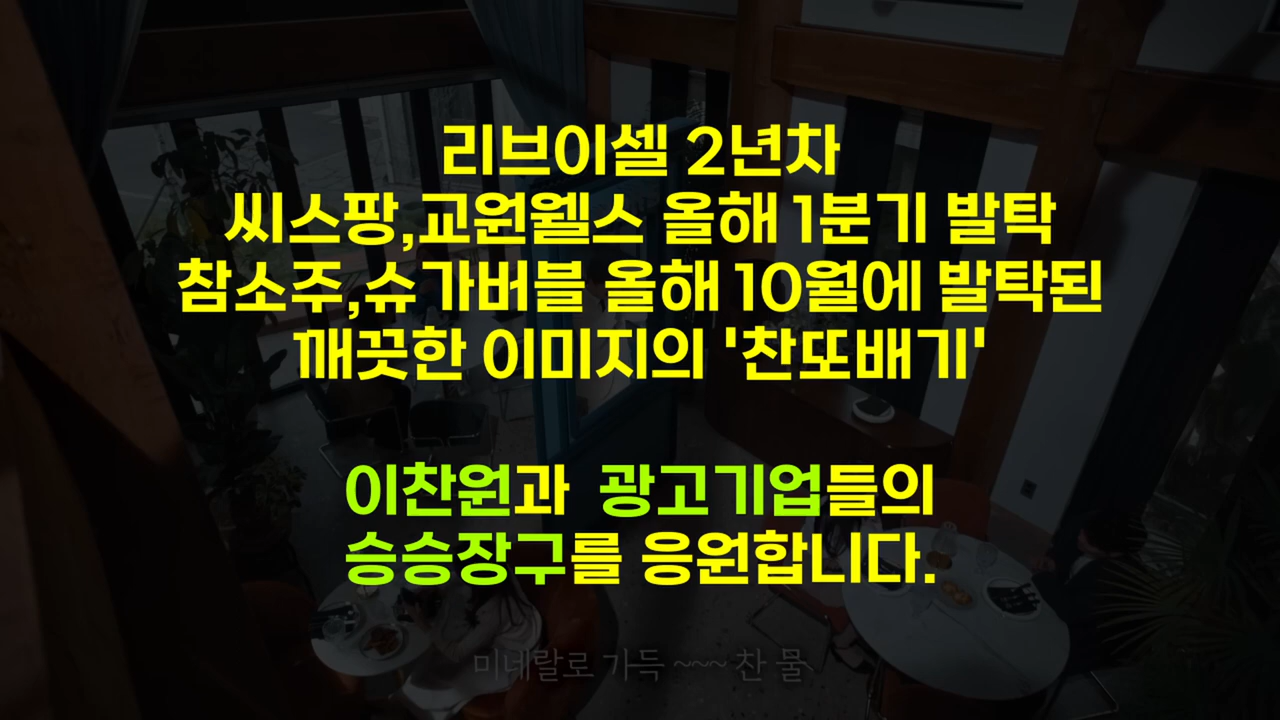 리브이셀 2년차
씨스팡,교원웰스 올해 1분기 발탁
참소주,슈가버블 올해 10월에 발탁된
깨끗한 이미지의 '찬또배기'
이찬원과 광고기업들의
승승장구를 응원합니다.
미네랄로 가득 ~~~ 찬 물